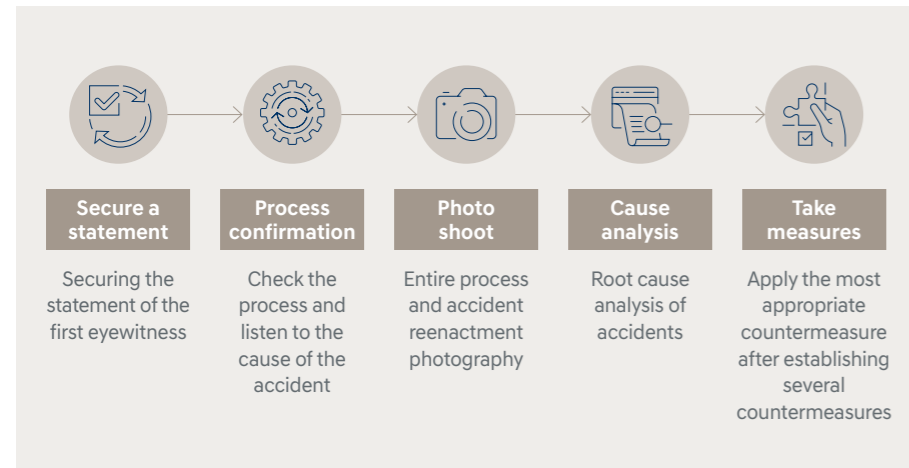 Secure a
statement
Process
confirmation
Photo
shoot
Cause
analysis
Take
measures
Securing the
statement of the
first eyewitness
Check the
process and
listen to the
cause of the
accident
Entire process
and accident
reenactment
photography
Root cause
analysis of
accidents
Apply the most
appropriate
countermeasure
after establishing
several
countermeasures